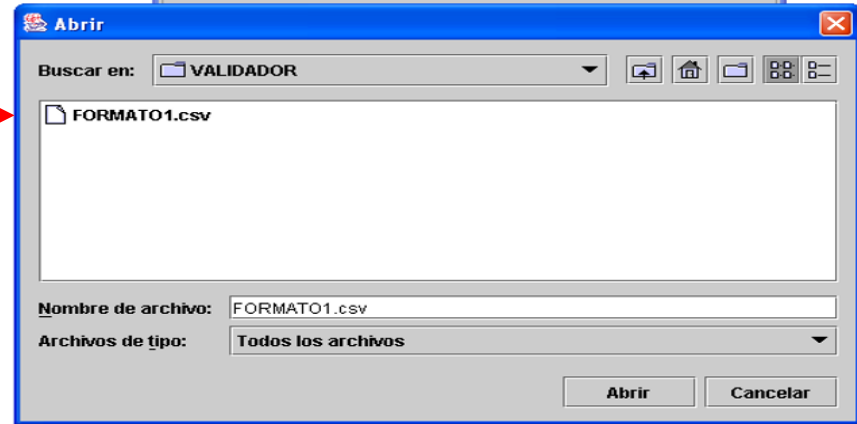 Abrir
Buscar en: VALIDADOR
FORMATO1.csv
Nombre de archivo: FORMATO1.csv
Archivos de tipo: Todos los archivos
Abrir Cancelar